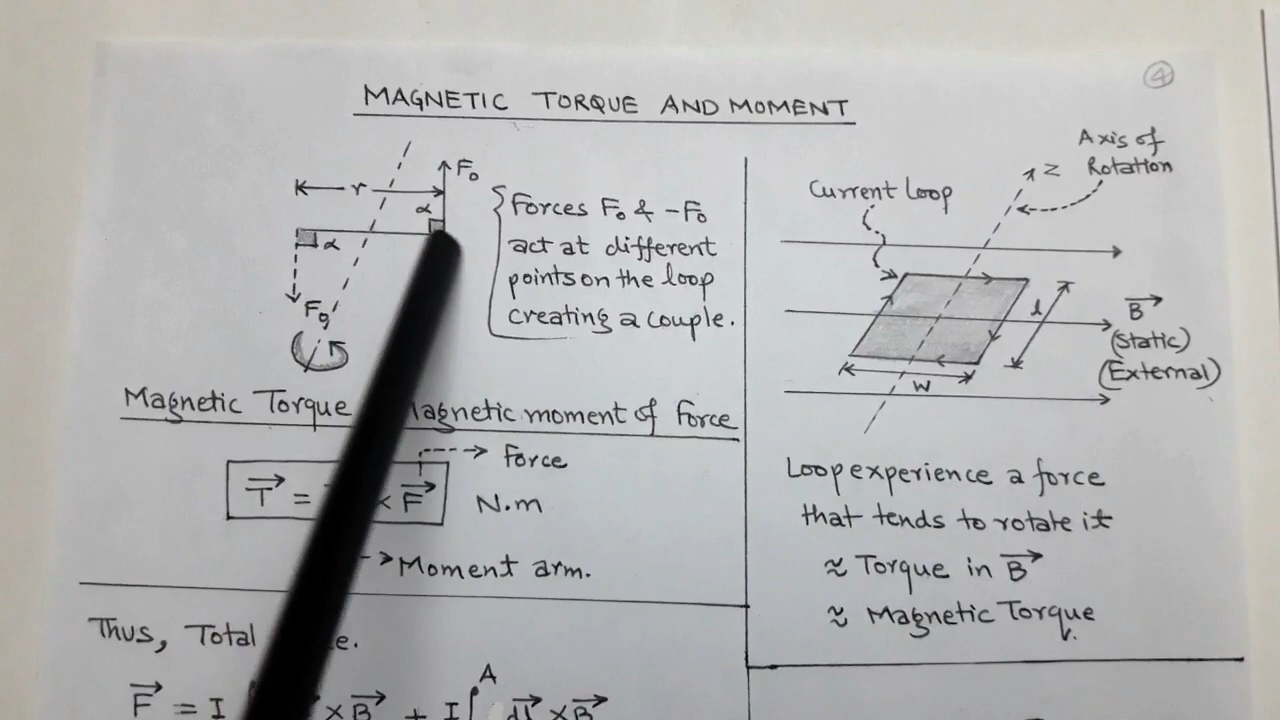 ④
MAGNETIC TORQUE AND MOMENT
r
F₀
α
α
F₀
Forces F₀ & -F₀
act at different
points on the loop
creating a couple.
Magnetic Torque
Magnetic moment of Force
T⃗ = × F⃗
Force
N.m
Moment arm.
Thus, Total
F⃗ = I × B⃗ + I ∫ A dl⃗ × B⃗
Axis of
Rotation
Z
Current loop
l
B⃗
(Static)
(External)
W
Loop experience a force
that tends to rotate it
≈ Torque in B⃗
≈ Magnetic Torque